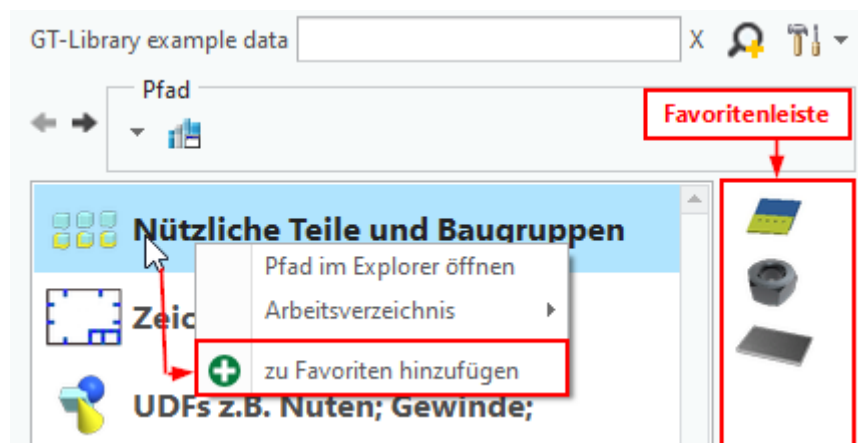 GT-Library example data X
Pfad
Favoritenleiste
Nützliche Teile und Baugruppen
Pfad im Explorer öffnen
Arbeitsverzeichnis
Zeic
zu Favoriten hinzufügen
UDFs z.B. Nuten; Gewinde;